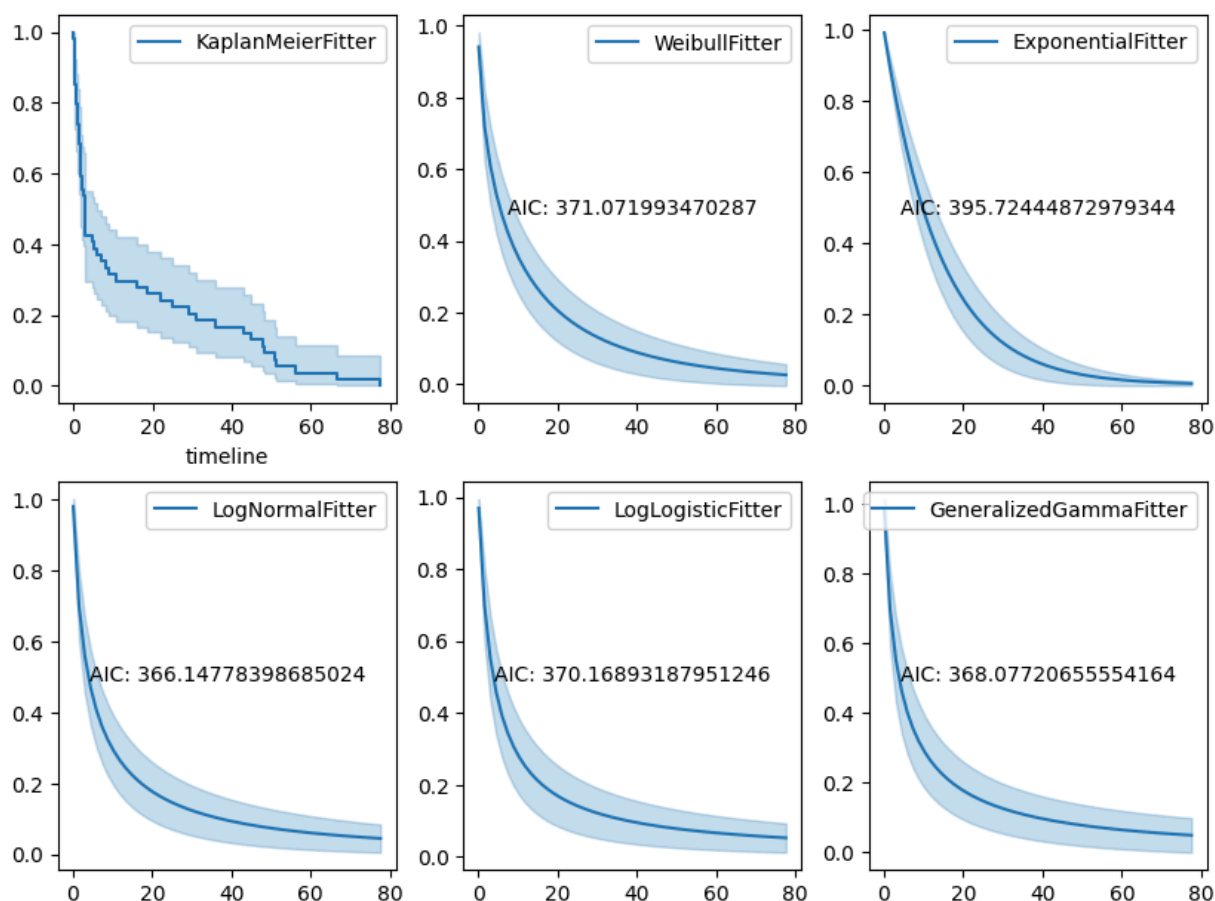 KaplanMeierFitter
1.0
0.8
0.6
0.4
0.2
0.0
0 20 40 60 80
timeline
WeibullFitter
1.0
0.8
0.6
0.4
0.2
0.0
AIC: 371.071993470287
0 20 40 60 80
ExponentialFitter
1.0
0.8
0.6
0.4
0.2
0.0
AIC: 395.72444872979344
0 20 40 60 80
LogNormalFitter
1.0
0.8
0.6
0.4
0.2
0.0
AIC: 366.14778398685024
0 20 40 60 80
LogLogisticFitter
1.0
0.8
0.6
0.4
0.2
0.0
AIC: 370.16893187951246
0 20 40 60 80
GeneralizedGammaFitter
1.0
0.8
0.6
0.4
0.2
0.0
AIC: 368.07720655554164
0 20 40 60 80